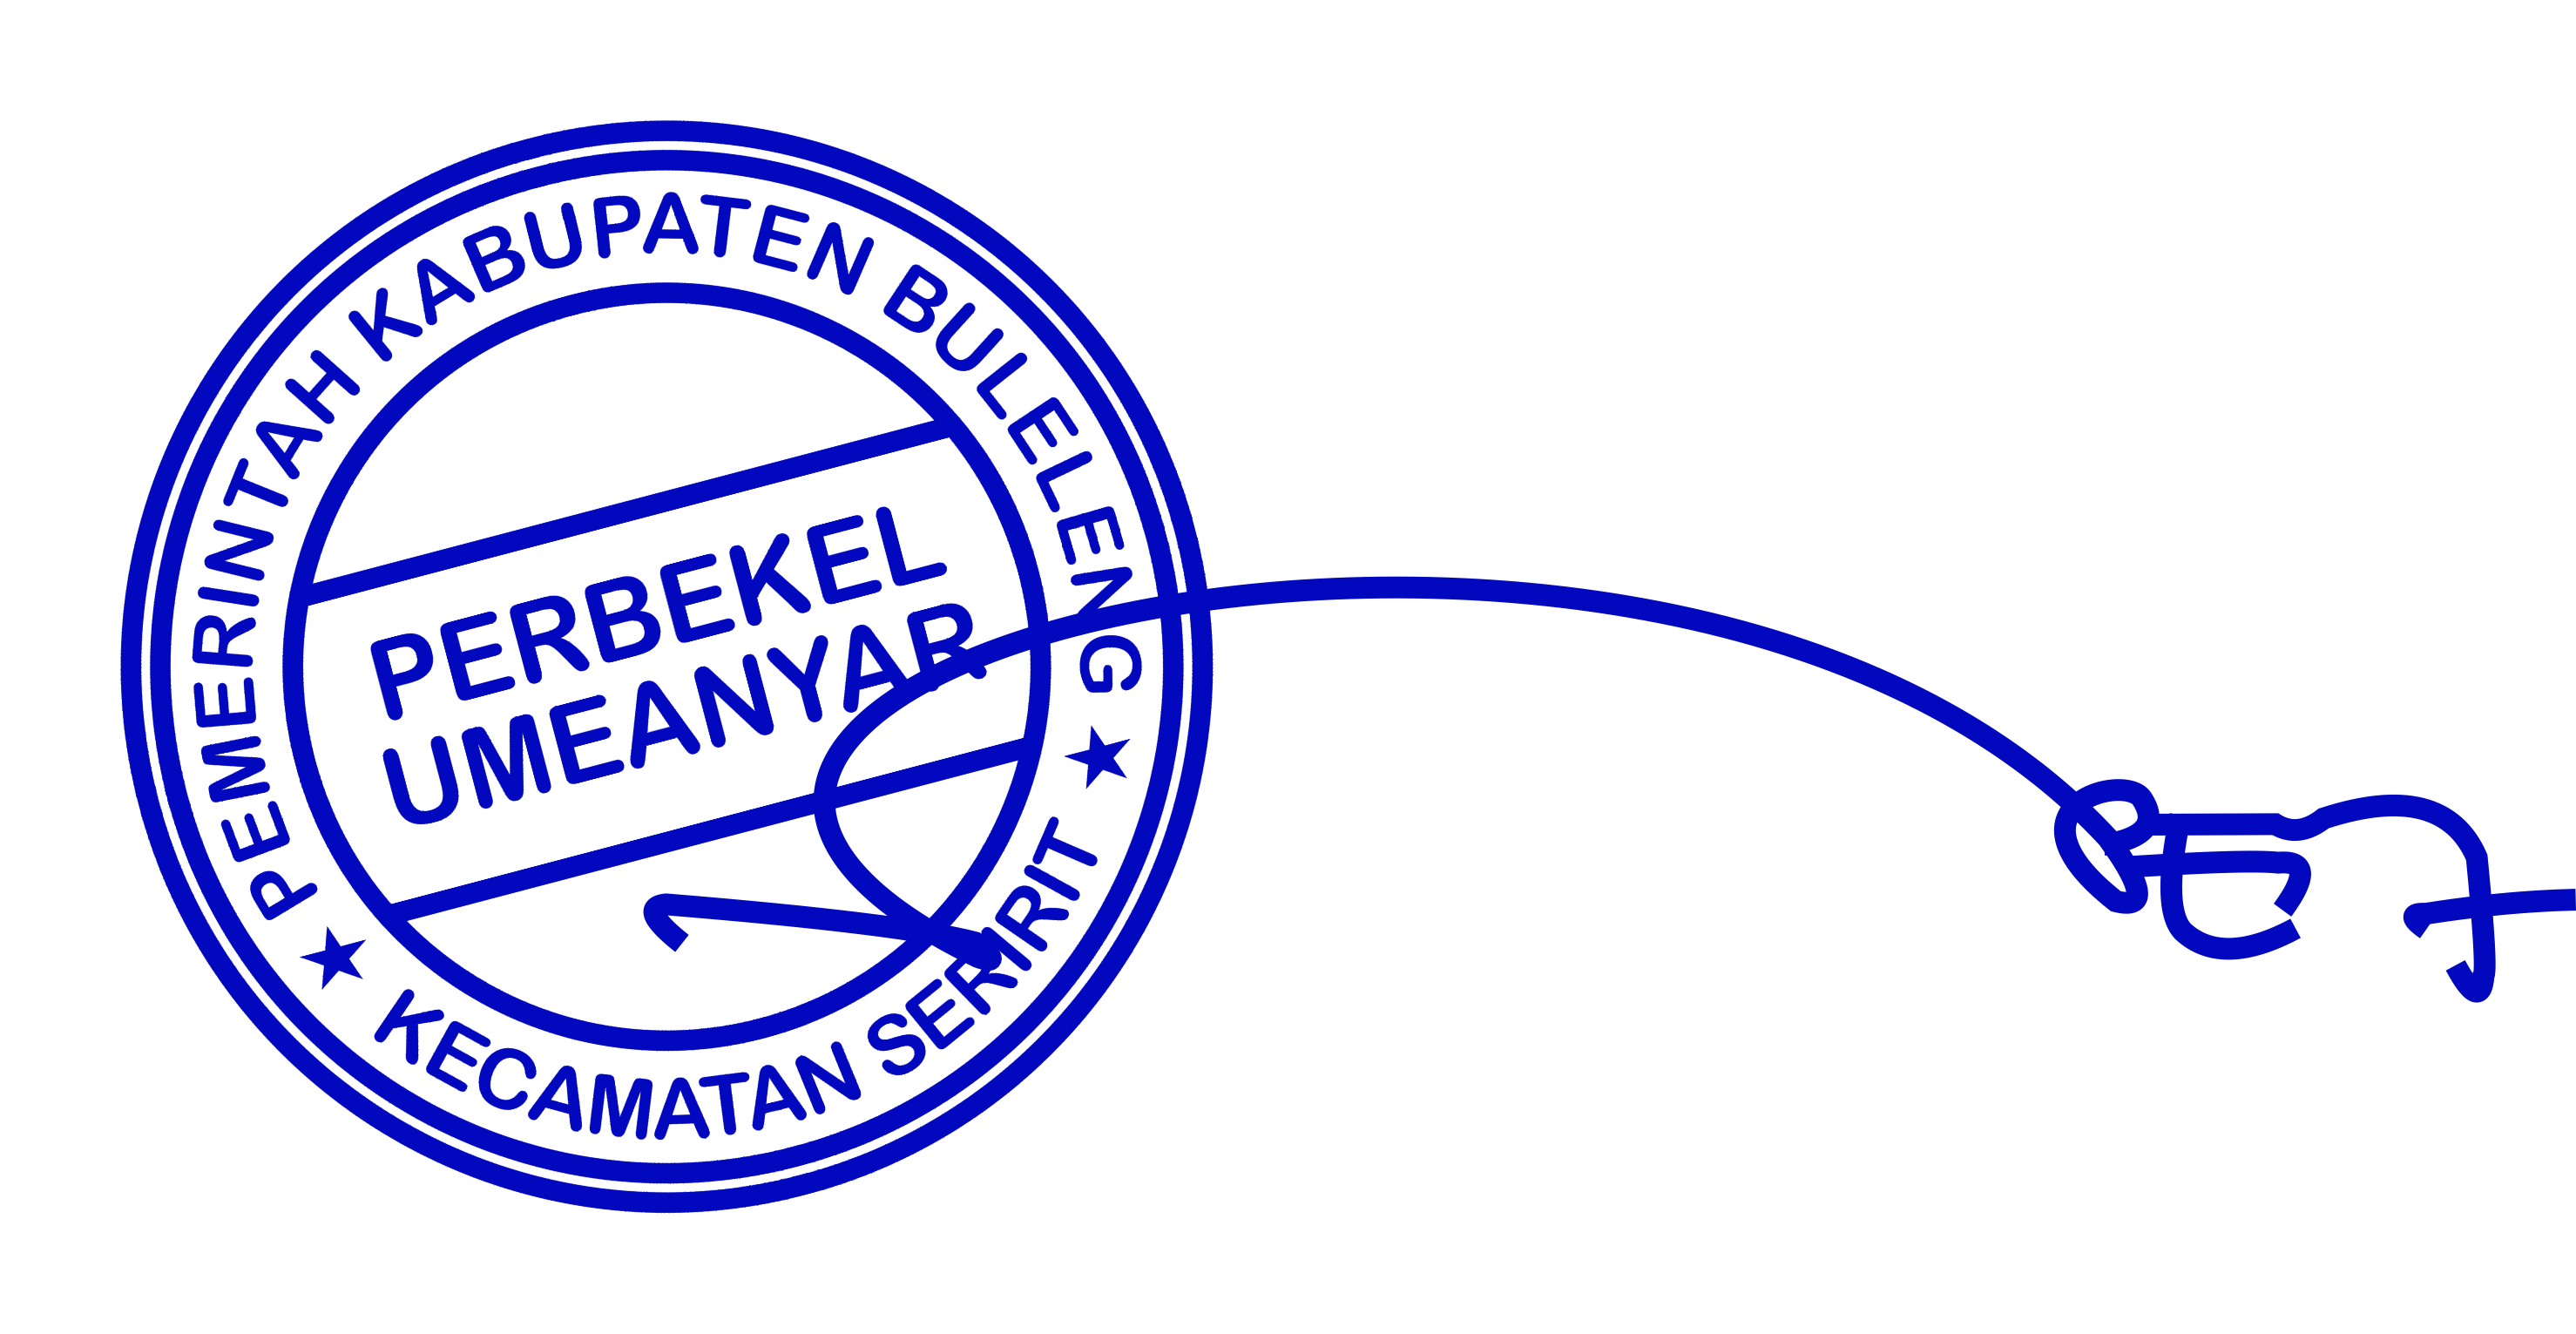 PEMERINTAH KABUPATEN BULELENG
PERBEKEL
UMEANYAR
★ KECAMATAN SERIRIT ★